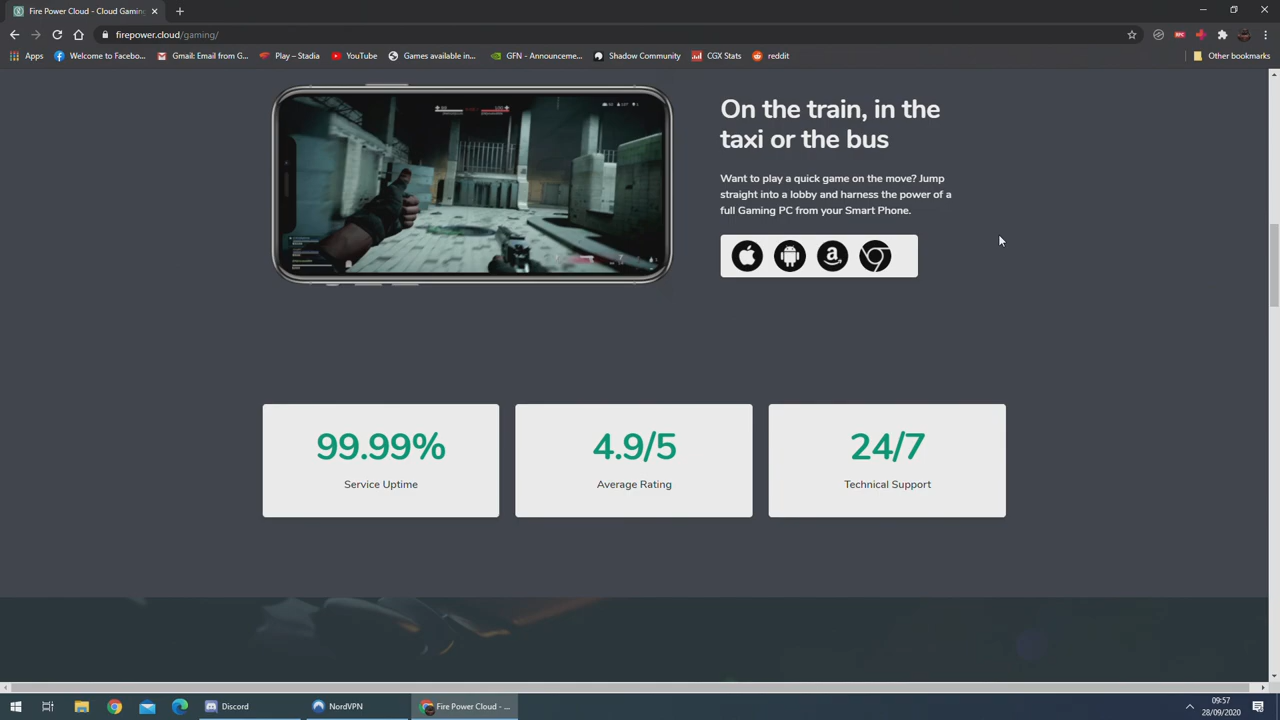 Fire Power Cloud - Cloud Gaming
firepower.cloud/gaming/
Apps
Welcome to Facebo...
Gmail: Email from G...
Play – Stadia
YouTube
Games available in...
GFN - Announceme...
Shadow Community
CGX Stats
reddit
Other bookmarks
On the train, in the
taxi or the bus
Want to play a quick game on the move? Jump
straight into a lobby and harness the power of a
full Gaming PC from your Smart Phone.
99.99%
Service Uptime
4.9/5
Average Rating
24/7
Technical Support
Discord
NordVPN
Fire Power Cloud - ...
09:57
28/09/2020